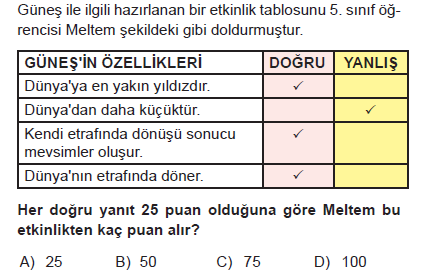 Güneş ile ilgili hazırlanan bir etkinlik tablosunu 5. sınıf öğ-
rencisi Meltem şekildeki gibi doldurmuştur.
GÜNEŞ'İN ÖZELLİKLERİ DOĞRU YANLIŞ
Dünya'ya en yakın yıldızdır. ✓
Dünya'dan daha küçüktür. ✓
Kendi etrafında dönüşü sonucu ✓
mevsimler oluşur.
Dünya'nın etrafında döner. ✓
Her doğru yanıt 25 puan olduğuna göre Meltem bu
etkinlikten kaç puan alır?
A) 25 B) 50 C) 75 D) 100